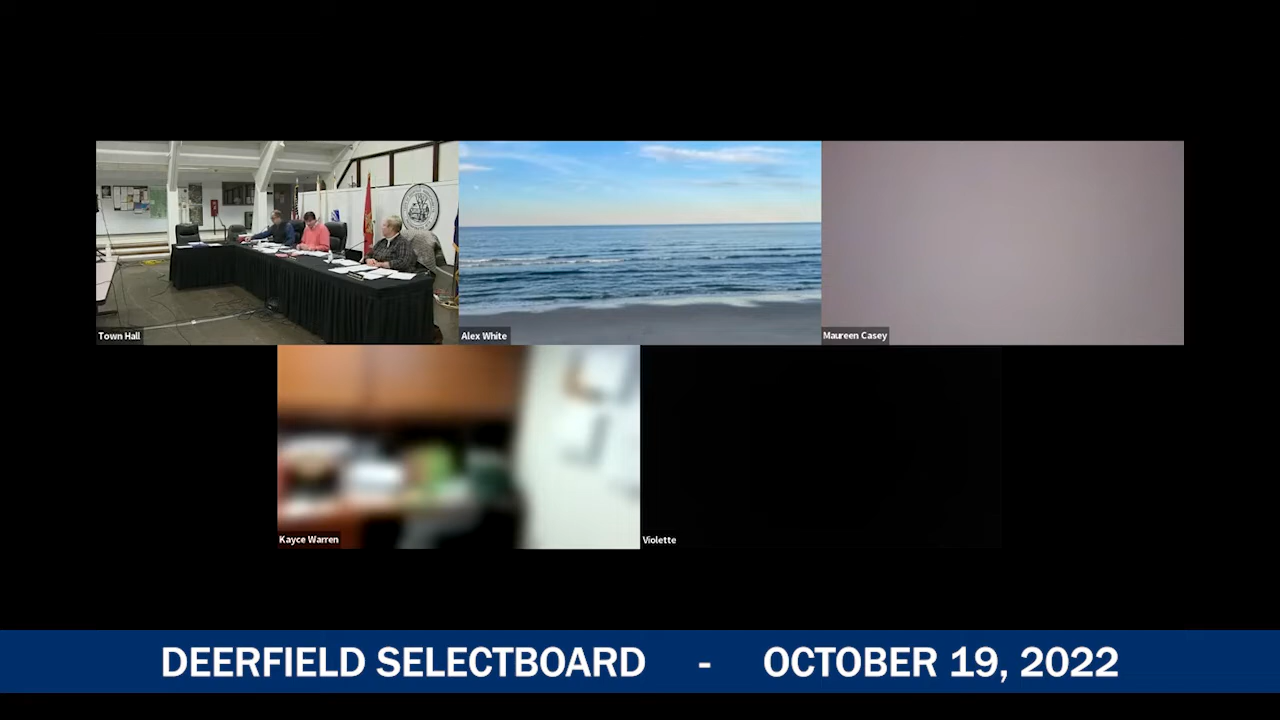 Town Hall
Alex White
Maureen Casey
Kayce Warren
Violette
DEERFIELD SELECTBOARD - OCTOBER 19, 2022